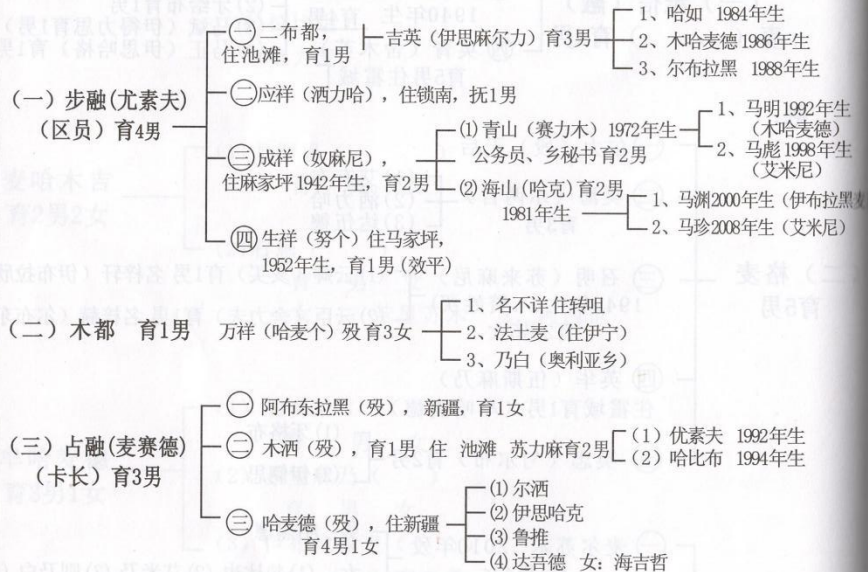 (一) 步融(尤素夫)
(区员) 育4男
㊀ 二布都,
住池滩, 育1男
吉英 (伊思麻尔力) 育3男
1、哈如 1984年生
2、木哈麦德1986年生
3、尔布拉黑 1988年生
㊁应祥 (洒力哈) , 住锁南, 抚1男
㊂成祥 (奴麻尼) ,
住麻家坪1942年生, 育2男
⑴ 青山 (赛力木) 1972年生
公务员、乡秘书 育2男
1、马明1992年生
(木哈麦德)
2、马彪1998年生
(艾米尼)
⑵ 海山 (哈克) 育2男
1981年生
1、马渊2000年生 (伊布拉黑麦
2、马珍2008年生 (艾米尼)
㊃ 生祥 (努个) 住马家坪,
1952年生, 育1男 (效平)
(二) 木都 育1男
万祥 (哈麦个) 殁 育3女
1、名不详 住转咀
2、法土麦 (住伊宁)
3、乃白 (奥利亚乡)
(三) 占融(麦赛德)
(卡长) 育3男
㊀ 阿布东拉黑 (殁) , 新疆, 育1女
㊁ 木洒 (殁) , 育1男 住 池滩 苏力麻育2男
(1) 优素夫 1992年生
(2) 哈比布 1994年生
㊂ 哈麦德 (殁) , 住新疆
育4男1女
⑴ 尔洒
⑵ 伊思哈克
⑶ 鲁推
⑷ 达吾德 女: 海吉哲